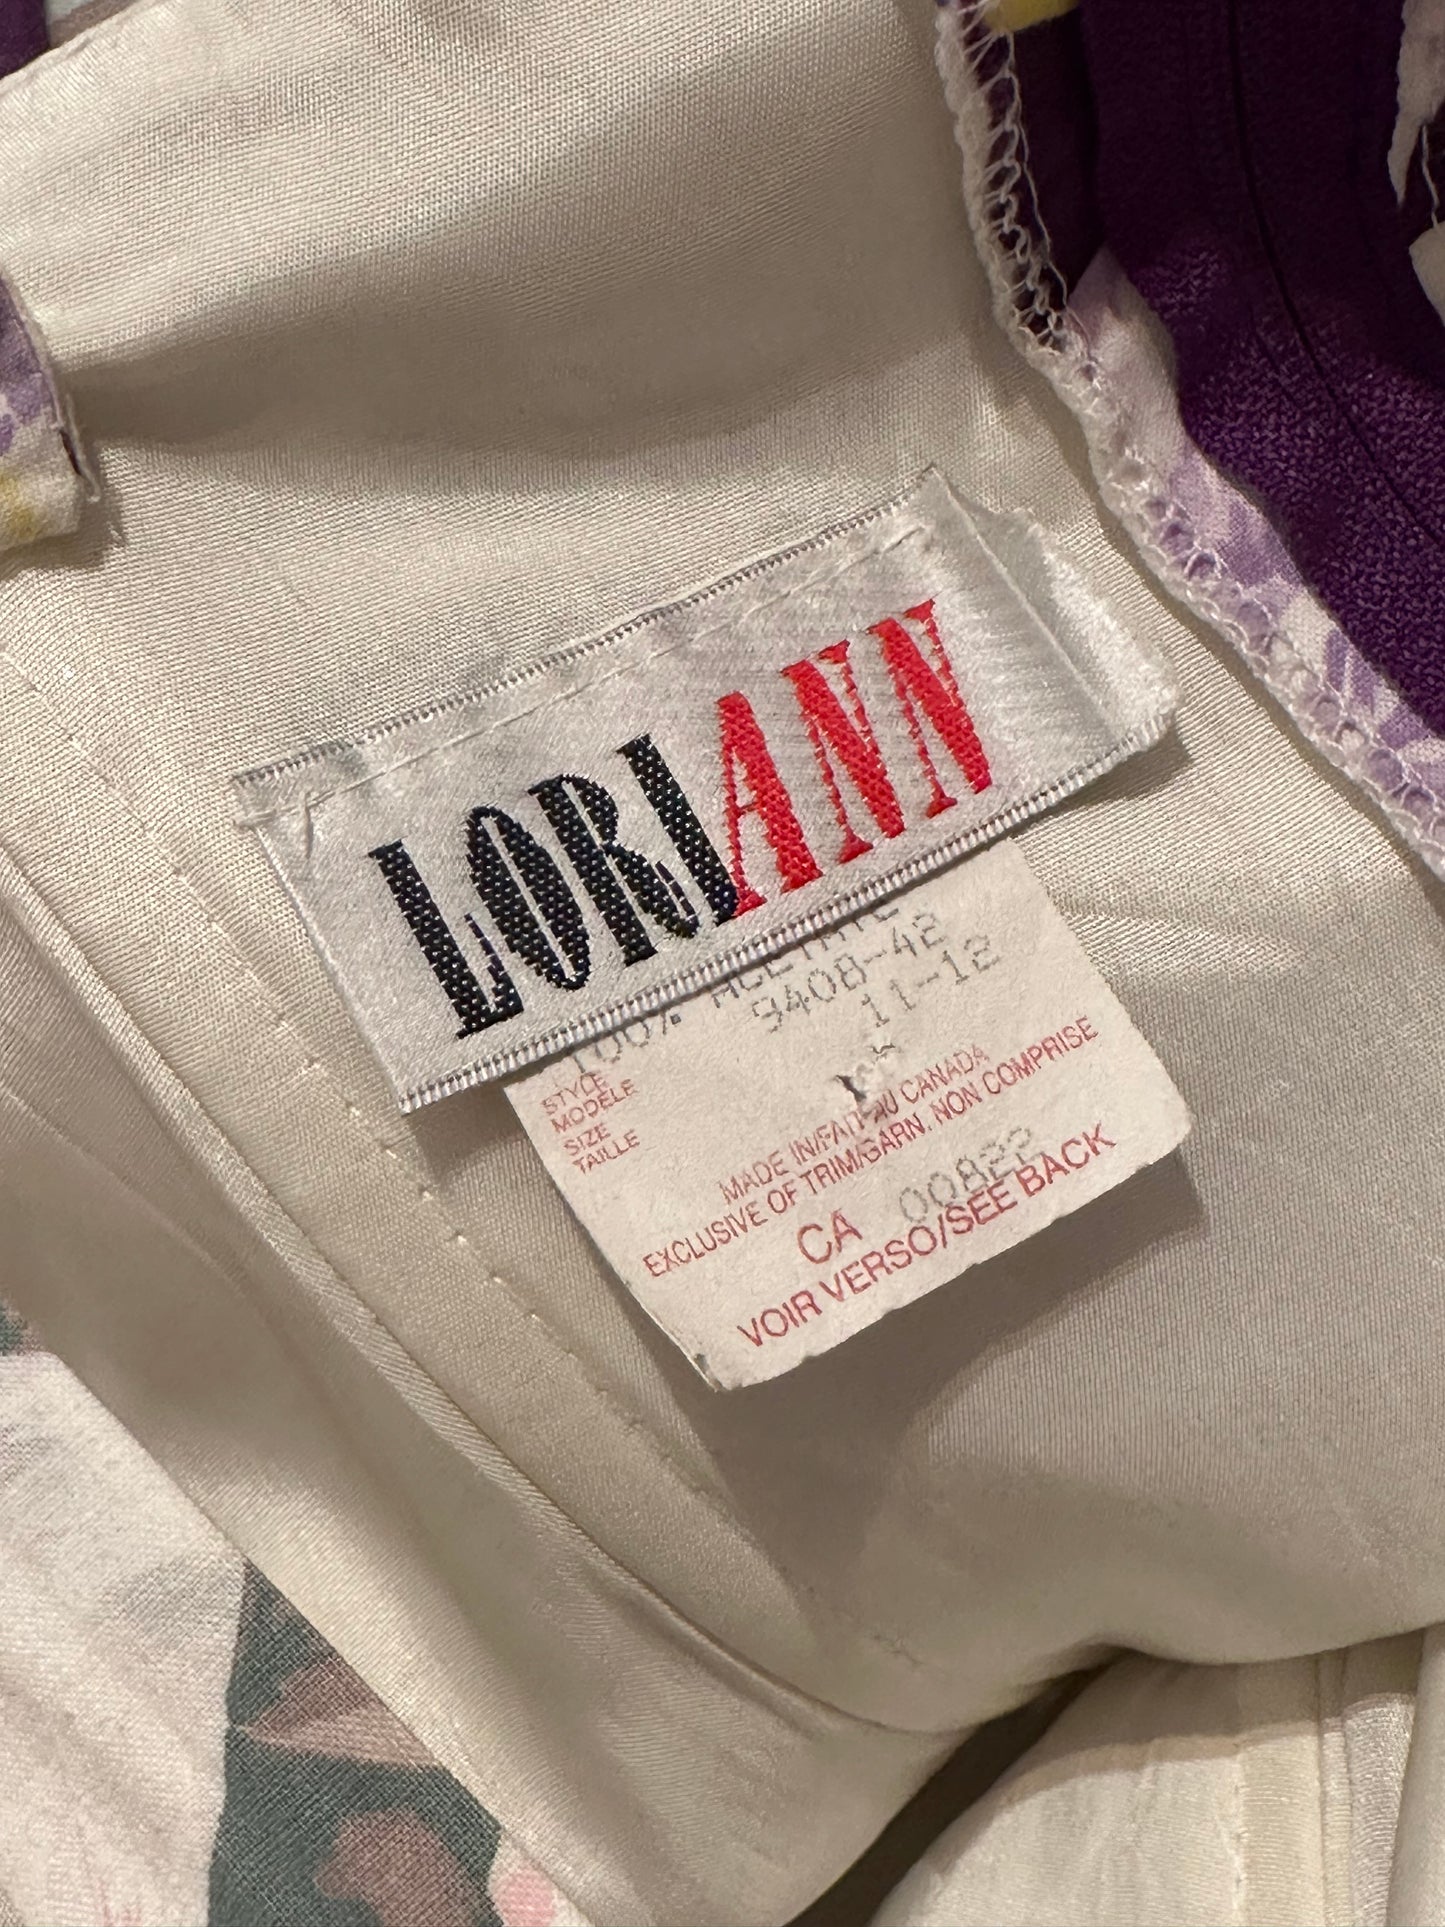 LORIANN
100% ACETATE
STYLE
MODÈLE 9408-42
SIZE
TAILLE 11-12
MADE IN/FAIT AU CANADA
EXCLUSIVE OF TRIM/GARN. NON COMPRISE
CA 00822
VOIR VERSO/SEE BACK